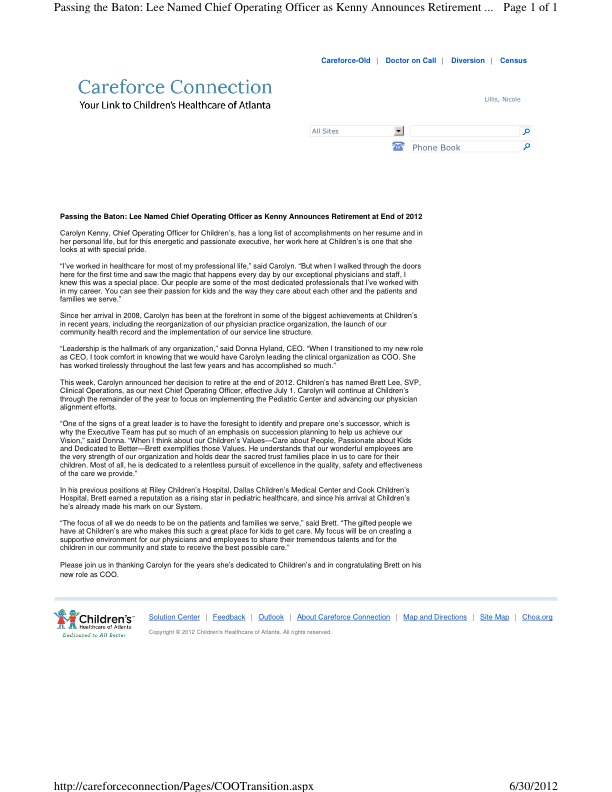 Passing the Baton: Lee Named Chief Operating Officer as Kenny Announces Retirement ... Page 1 of 1
Careforce-Old | Doctor on Call | Diversion | Census
Careforce Connection
Your Link to Children's Healthcare of Atlanta
Lillis, Nicole
All Sites
Phone Book
Passing the Baton: Lee Named Chief Operating Officer as Kenny Announces Retirement at End of 2012
Carolyn Kenny, Chief Operating Officer for Children's, has a long list of accomplishments on her resume and in
her personal life, but for this energetic and passionate executive, her work here at Children's is one that she
looks at with special pride.
“I've worked in healthcare for most of my professional life,” said Carolyn. “But when I walked through the doors
here for the first time and saw the magic that happens every day by our exceptional physicians and staff, I
knew this was a special place. Our people are some of the most dedicated professionals that I've worked with
in my career. You can see their passion for kids and the way they care about each other and the patients and
families we serve.”
Since her arrival in 2008, Carolyn has been at the forefront in some of the biggest achievements at Children's
in recent years, including the reorganization of our physician practice organization, the launch of our
community health record and the implementation of our service line structure.
“Leadership is the hallmark of any organization,” said Donna Hyland, CEO. “When I transitioned to my new role
as CEO, I took comfort in knowing that we would have Carolyn leading the clinical organization as COO. She
has worked tirelessly throughout the last few years and has accomplished so much.”
This week, Carolyn announced her decision to retire at the end of 2012. Children's has named Brett Lee, SVP,
Clinical Operations, as our next Chief Operating Officer, effective July 1. Carolyn will continue at Children's
through the remainder of the year to focus on implementing the Pediatric Center and advancing our physician
alignment efforts.
“One of the signs of a great leader is to have the foresight to identify and prepare one's successor, which is
why the Executive Team has put so much of an emphasis on succession planning to help us achieve our
Vision,” said Donna. “When I think about our Children's Values—Care about People, Passionate about Kids
and Dedicated to Better—Brett exemplifies those Values. He understands that our wonderful employees are
the very strength of our organization and holds dear the sacred trust families place in us to care for their
children. Most of all, he is dedicated to a relentless pursuit of excellence in the quality, safety and effectiveness
of the care we provide.”
In his previous positions at Riley Children's Hospital, Dallas Children's Medical Center and Cook Children's
Hospital, Brett earned a reputation as a rising star in pediatric healthcare, and since his arrival at Children's
he's already made his mark on our System.
“The focus of all we do needs to be on the patients and families we serve,” said Brett. “The gifted people we
have at Children's are who makes this such a great place for kids to get care. My focus will be on creating a
supportive environment for our physicians and employees to share their tremendous talents and for the
children in our community and state to receive the best possible care.”
Please join us in thanking Carolyn for the years she's dedicated to Children's and in congratulating Brett on his
new role as COO.
Children's
Healthcare of Atlanta
Dedicated to All Better
Solution Center | Feedback | Outlook | About Careforce Connection | Map and Directions | Site Map | Choa.org
Copyright © 2012 Children's Healthcare of Atlanta. All rights reserved.
http://careforceconnection/Pages/COOTransition.aspx 6/30/2012